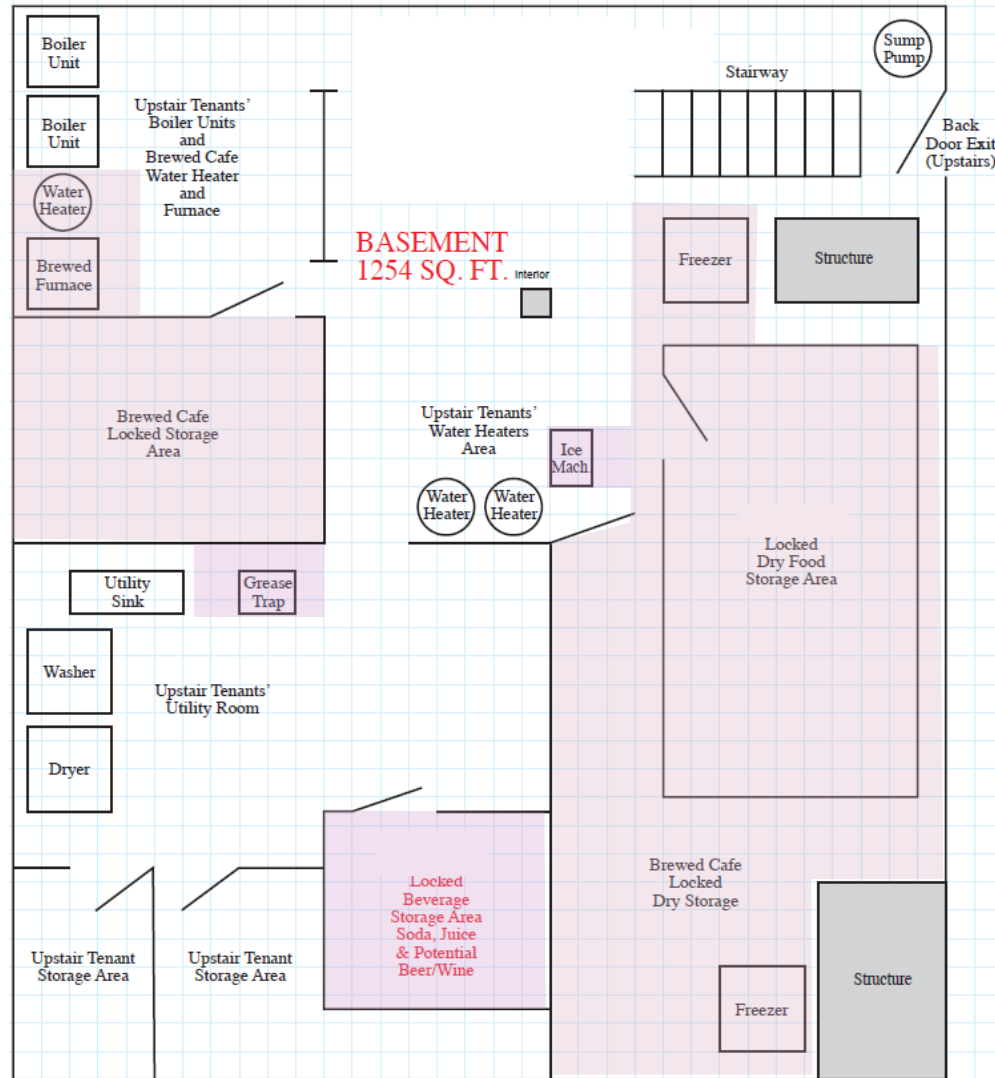 Boiler
Unit
Sump
Pump
Stairway
Boiler
Unit
Upstair Tenants'
Boiler Units
and
Brewed Cafe
Water Heater
and
Furnace
Back
Door Exit
(Upstairs)
Water
Heater
Brewed
Furnace
BASEMENT
1254 SQ. FT.
Interior
Freezer
Structure
Brewed Cafe
Locked Storage
Area
Upstair Tenants'
Water Heaters
Area
Ice
Mach.
Water
Heater
Water
Heater
Locked
Dry Food
Storage Area
Utility
Sink
Grease
Trap
Washer
Upstair Tenants'
Utility Room
Dryer
Locked
Beverage
Storage Area
Soda, Juice
& Potential
Beer/Wine
Brewed Cafe
Locked
Dry Storage
Upstair Tenant
Storage Area
Upstair Tenant
Storage Area
Freezer
Structure